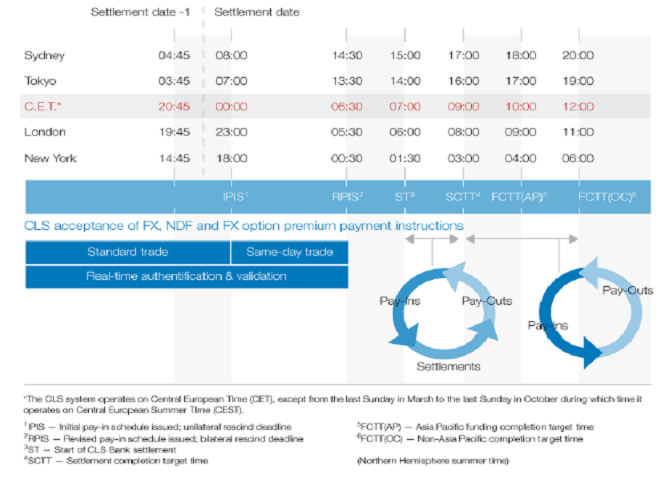 Settlement date -1 Settlement date
Sydney 04:45 08:00 14:30 15:00 17:00 18:00 20:00
Tokyo 03:45 07:00 13:30 14:00 16:00 17:00 19:00
C.E.T.* 20:45 00:00 06:30 07:00 09:00 10:00 12:00
London 19:45 23:00 05:30 06:00 08:00 09:00 11:00
New York 14:45 18:00 00:30 01:30 03:00 04:00 06:00
IPIS¹ RPIS² ST³ SCTT⁴ FCTT(AP)⁵ FCTT(OC)⁶
CLS acceptance of FX, NDF and FX option premium payment instructions
Standard trade Same-day trade
Real-time authentification & validation
Pay-Ins Pay-Outs
Settlements
Pay-Outs
Pay-Ins
*The CLS system operates on Central European Time (CET), except from the last Sunday in March to the last Sunday in October during which time it
operates on Central European Summer Time (CEST).
¹IPIS — Initial pay-in schedule issued; unilateral rescind deadline
²RPIS — Revised pay-in schedule issued; bilateral rescind deadline
³ST — Start of CLS Bank settlement
⁴SCTT — Settlement completion target time
⁵FCTT(AP) — Asia Pacific funding completion target time
⁶FCTT(OC) — Non-Asia Pacific completion target time
(Northern Hemisphere summer time)